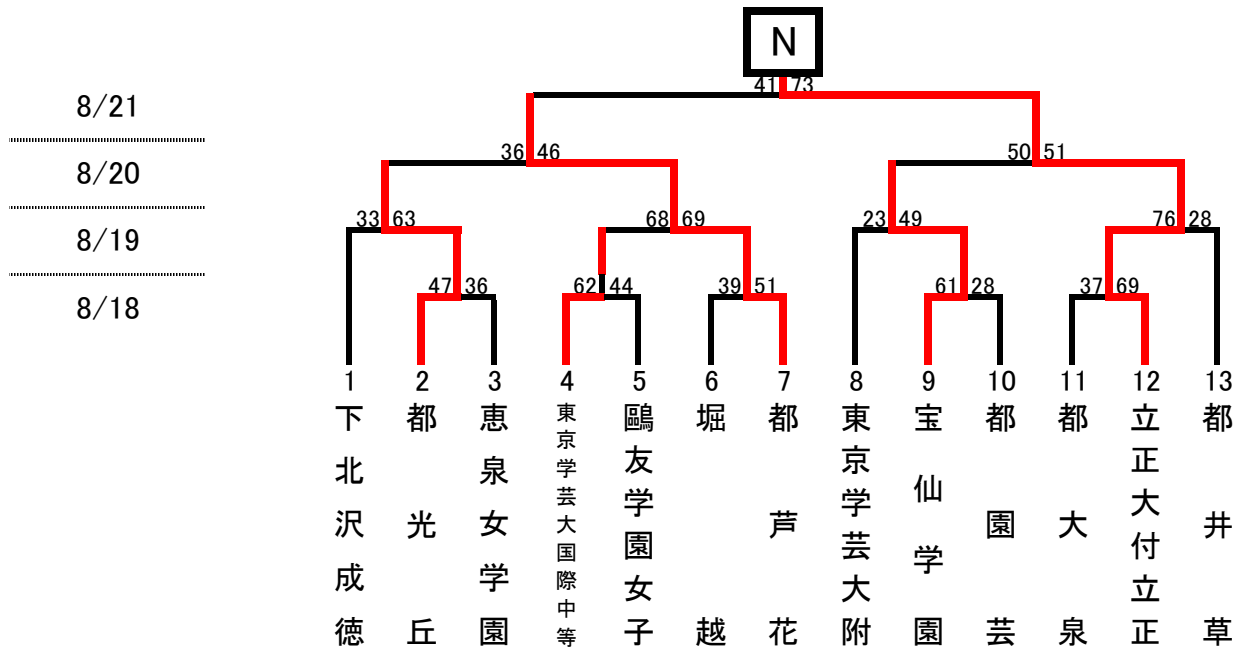 N
41 73
8/21
36 46
50 51
8/20
33 63
68 69
23 49
76 28
8/19
47 36
62 44
39 51
61 28
37 69
8/18
1 2 3 4 5 6 7 8 9 10 11 12 13
下北沢成徳
都光丘
恵泉女学園
東京学芸大国際中等
鷗友学園女子
堀越
都芦花
東京学芸大附
宝仙学園
都園芸
都大泉
立正大付立正
都井草